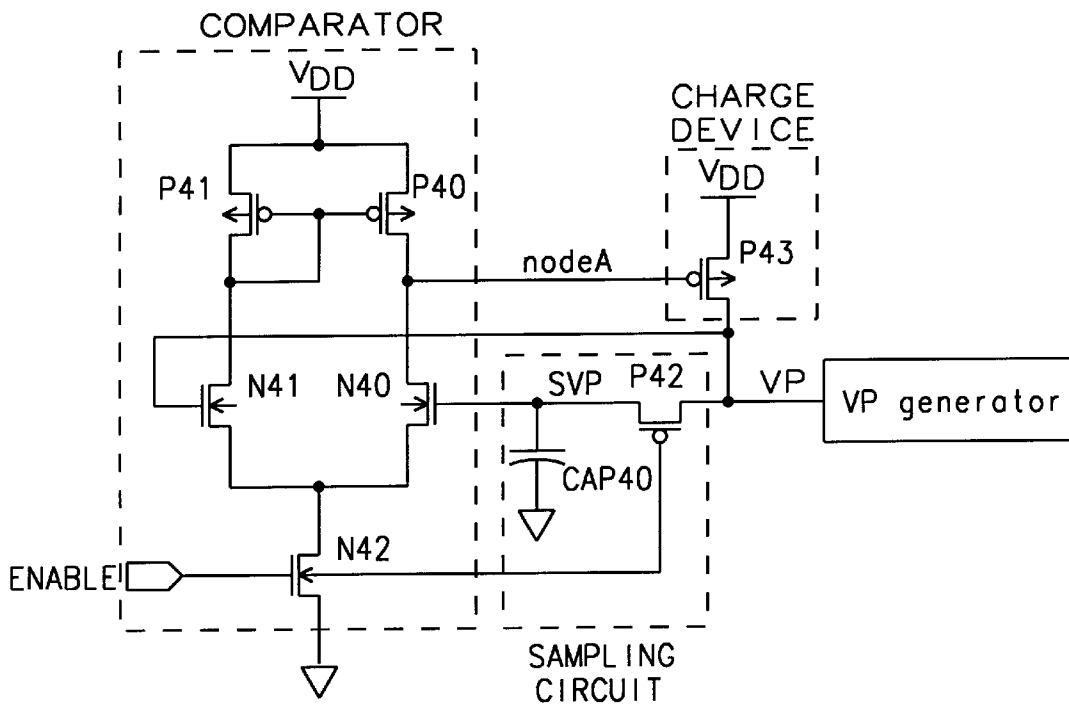 COMPARATOR
VDD
P41
P40
CHARGE
DEVICE
VDD
P43
nodeA
N41
N40
SVP
P42
VP
VP generator
CAP40
N42
ENABLE
SAMPLING
CIRCUIT